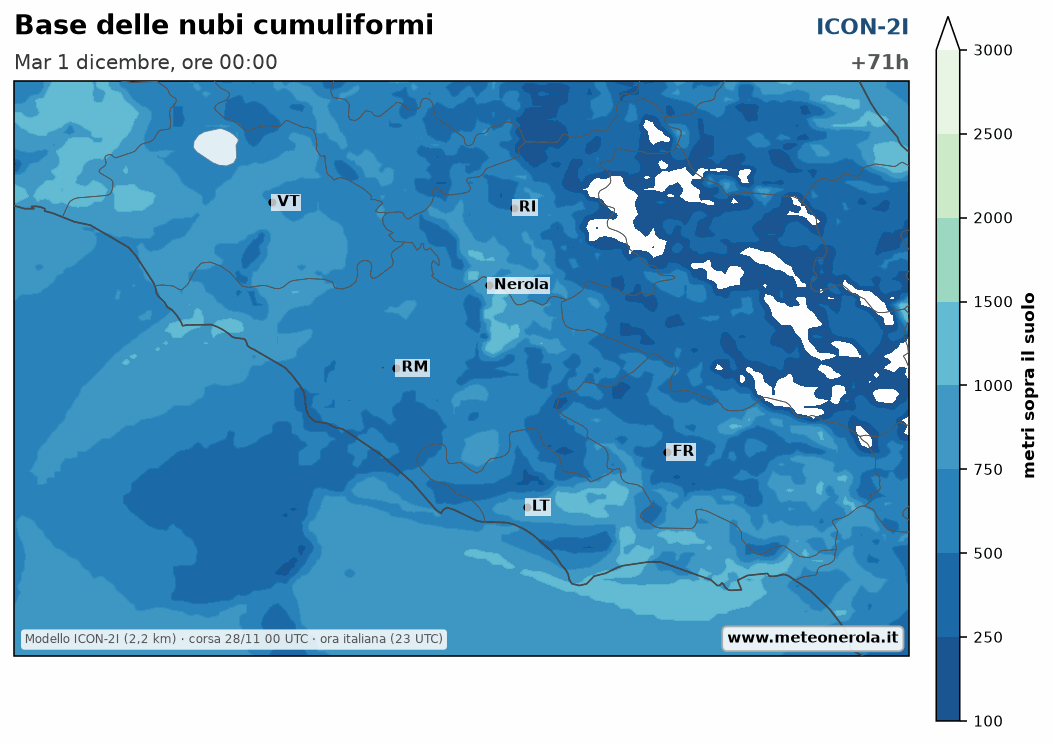 Base delle nubi cumuliformi
ICON-2I
Mar 1 dicembre, ore 00:00
+71h
VT
RI
Nerola
RM
FR
LT
Modello ICON-2I (2,2 km) · corsa 28/11 00 UTC · ora italiana (23 UTC)
www.meteonerola.it
3000
2500
2000
1500
1000
750
500
250
100
metri sopra il suolo